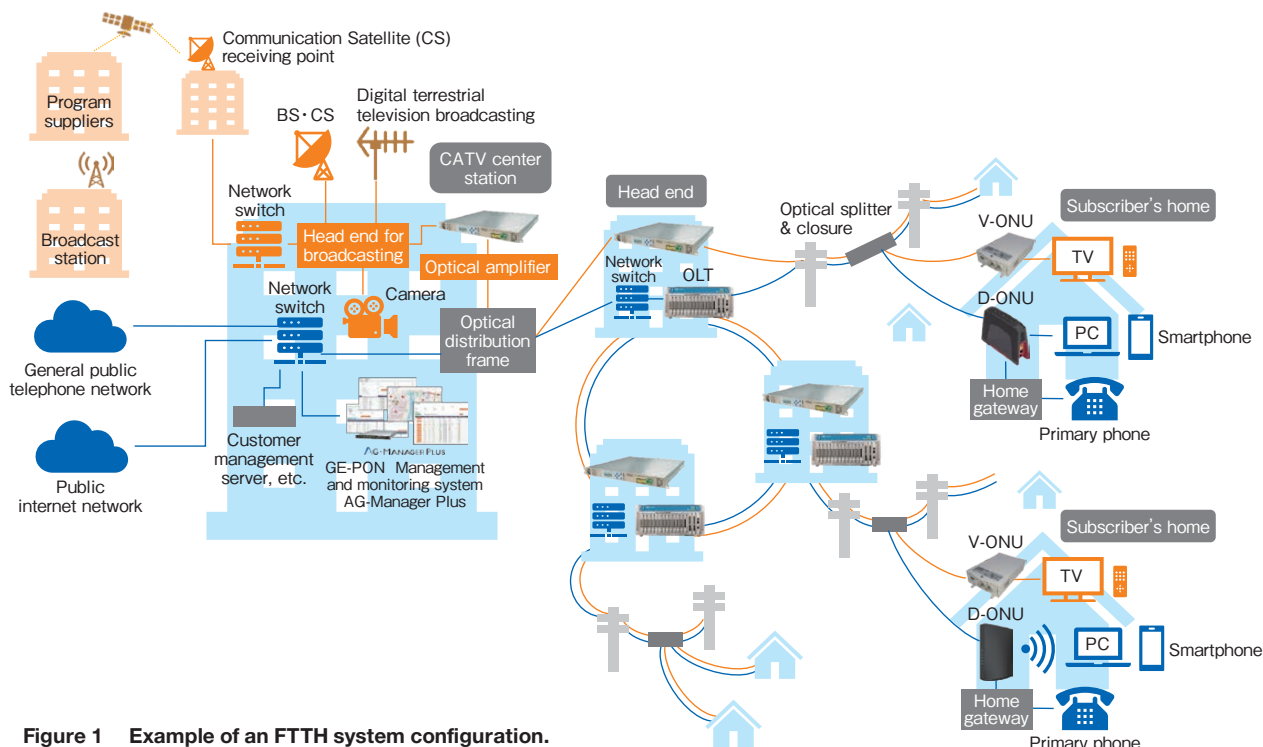 Communication Satellite (CS)
receiving point
Program
suppliers
BS・CS
Digital terrestrial
television broadcasting
CATV center
station
Broadcast
station
Network
switch
Head end for
broadcasting
Optical amplifier
Network
switch
Camera
Optical
distribution
frame
General public
telephone network
Public
internet network
Customer
management
server, etc.
AG-MANAGER PLUS
GE-PON Management
and monitoring system
AG-Manager Plus
Head end
Network
switch
OLT
Optical splitter
& closure
Subscriber's home
V-ONU
TV
D-ONU
PC
Smartphone
Home
gateway
Primary phone
Subscriber's home
V-ONU
TV
D-ONU
PC
Smartphone
Home
gateway
Primary phone
Figure 1 Example of an FTTH system configuration.